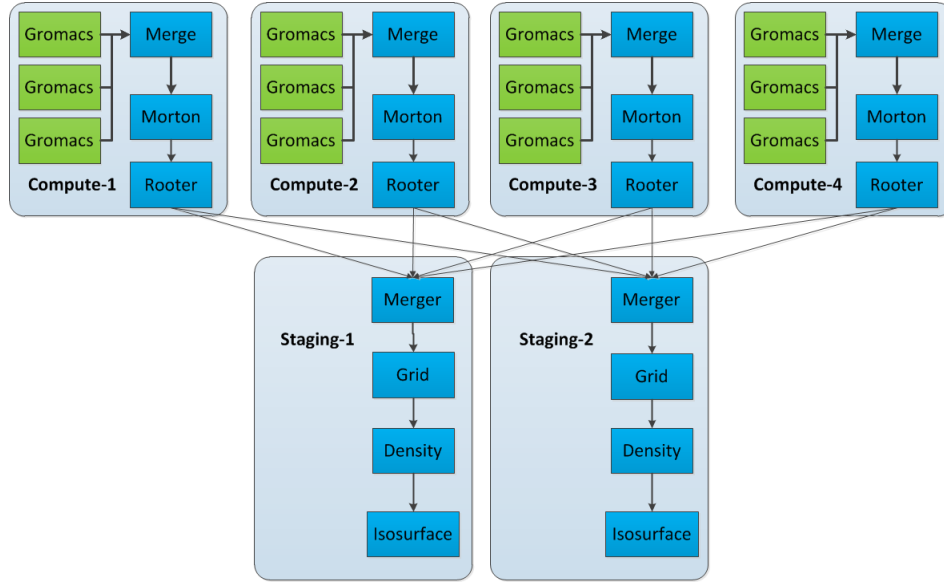 Gromacs
Merge
Gromacs
Morton
Gromacs
Compute-1
Rooter
Gromacs
Merge
Gromacs
Morton
Gromacs
Compute-2
Rooter
Gromacs
Merge
Gromacs
Morton
Gromacs
Compute-3
Rooter
Gromacs
Merge
Gromacs
Morton
Gromacs
Compute-4
Rooter
Merger
Staging-1
Grid
Density
Isosurface
Merger
Staging-2
Grid
Density
Isosurface